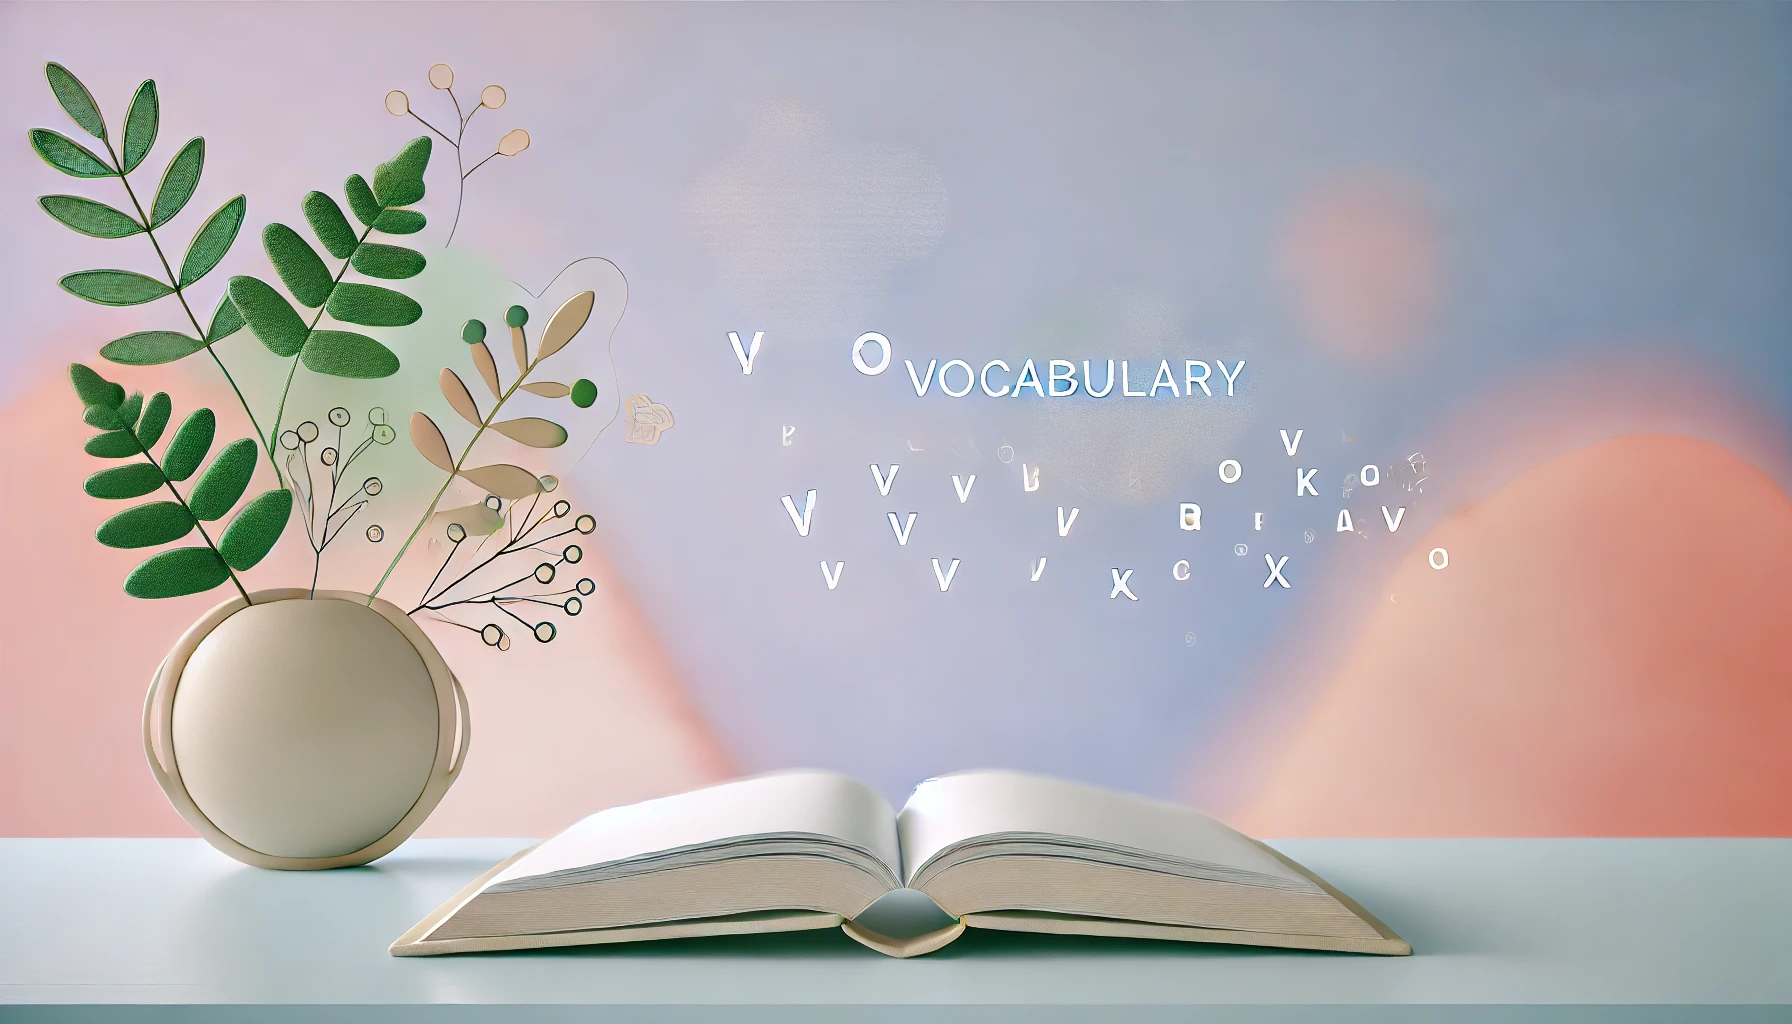 V O VOCABULARY
V
V V O K O
V V V B A V
V V X C X O